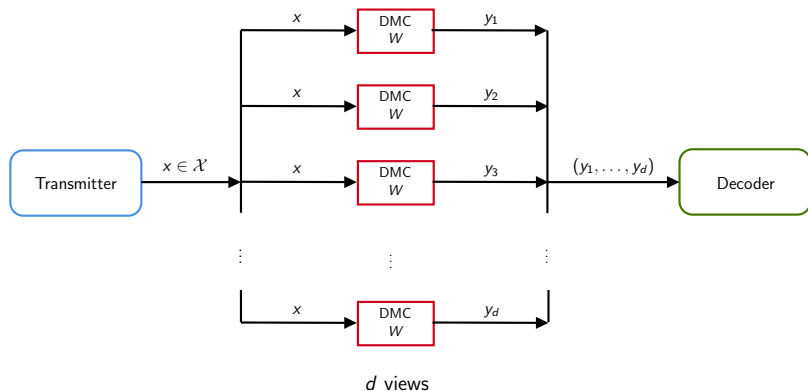 x DMC W y₁
x DMC W y₂
Transmitter x ∈ 𝒳 x DMC W y₃ (y₁, . . . , y_d) Decoder
⋮ ⋮ ⋮
x DMC W y_d
d views